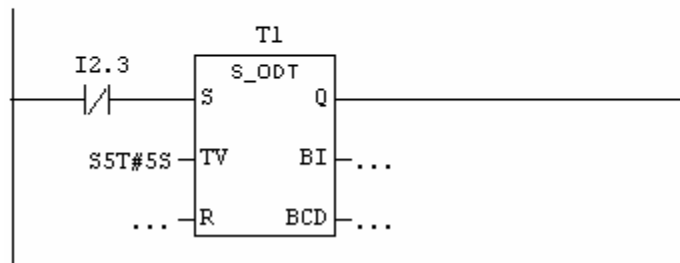 T1
I2.3
S_ODT
S Q
S5T#5S TV BI ...
... R BCD ...